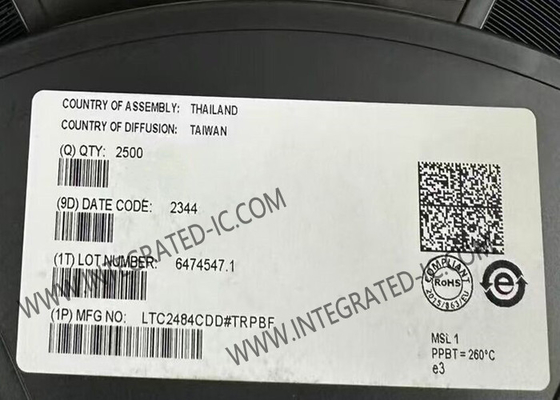 COUNTRY OF ASSEMBLY: THAILAND
COUNTRY OF DIFFUSION: TAIWAN
(Q) QTY: 2500
(9D) DATE CODE: 2344
(1T) LOT NUMBER: 6474547.1
(1P) MFG NO: LTC2484CDD#TRPBF
COMPLIANT
RoHS
2015/863/EU
e
MSL 1
PPBT = 260°C
e3
WWW.INTEGRATED-IC.COM
WWW.INTEGRATED-IC.COM